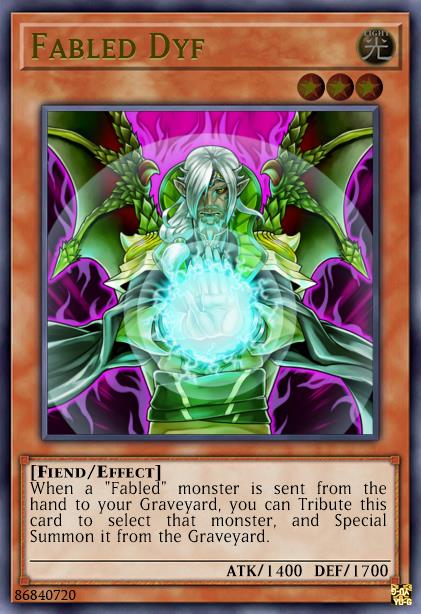 Fabled Dyf
LIGHT
光
[Fiend/Effect]
When a "Fabled" monster is sent from the
hand to your Graveyard, you can Tribute this
card to select that monster, and Special
Summon it from the Graveyard.
ATK/1400 DEF/1700
86840720